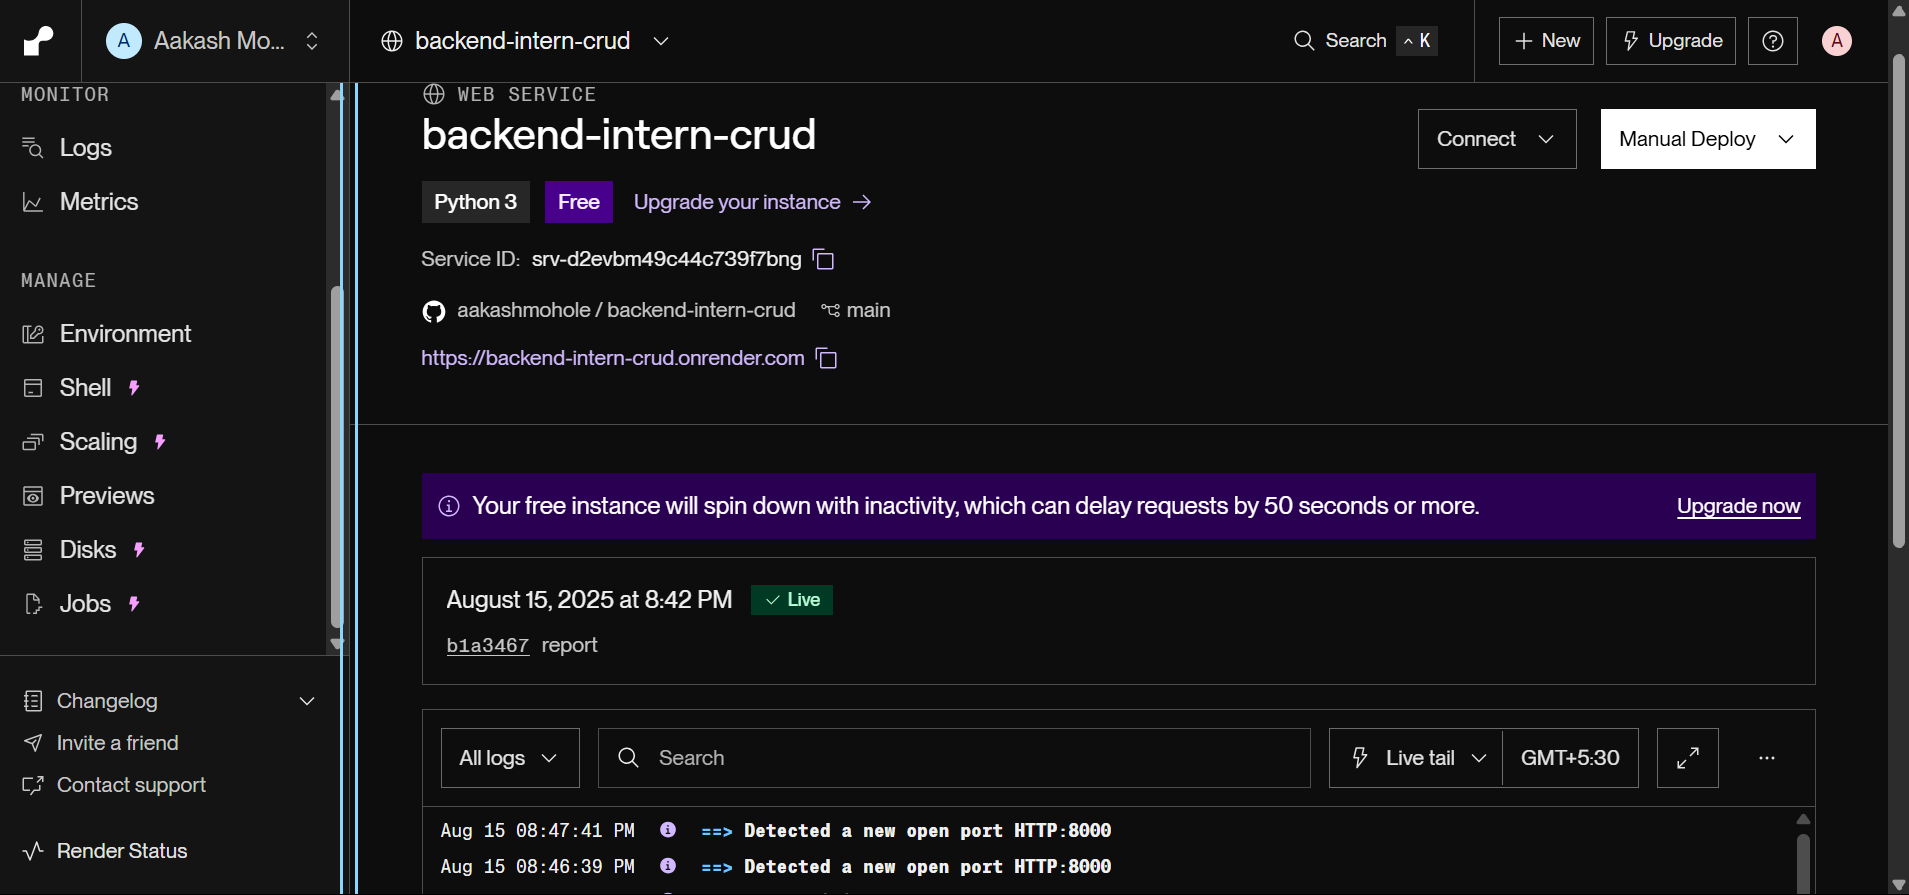 A Aakash Mo...
backend-intern-crud
Search ^ K
+ New
Upgrade
A
MONITOR
Logs
Metrics
MANAGE
Environment
Shell
Scaling
Previews
Disks
Jobs
Changelog
Invite a friend
Contact support
Render Status
WEB SERVICE
backend-intern-crud
Connect
Manual Deploy
Python 3 Free Upgrade your instance →
Service ID: srv-d2evbm49c44c739f7bng
aakashmohole / backend-intern-crud main
https://backend-intern-crud.onrender.com
Your free instance will spin down with inactivity, which can delay requests by 50 seconds or more. Upgrade now
August 15, 2025 at 8:42 PM ✓ Live
b1a3467 report
All logs Search Live tail GMT+5:30 ...
Aug 15 08:47:41 PM ==> Detected a new open port HTTP:8000
Aug 15 08:46:39 PM ==> Detected a new open port HTTP:8000